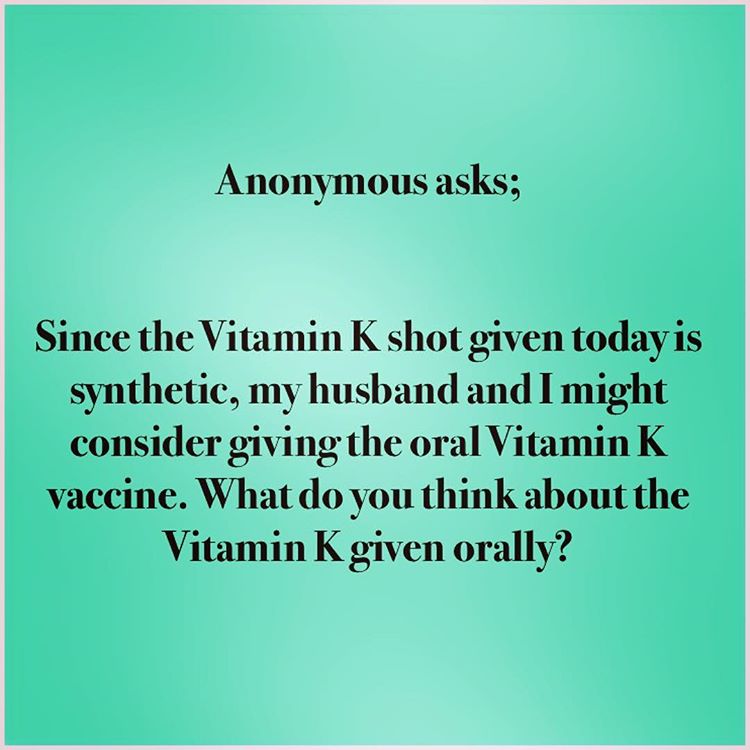 Anonymous asks;
Since the Vitamin K shot given today is
synthetic, my husband and I might
consider giving the oral Vitamin K
vaccine. What do you think about the
Vitamin K given orally?